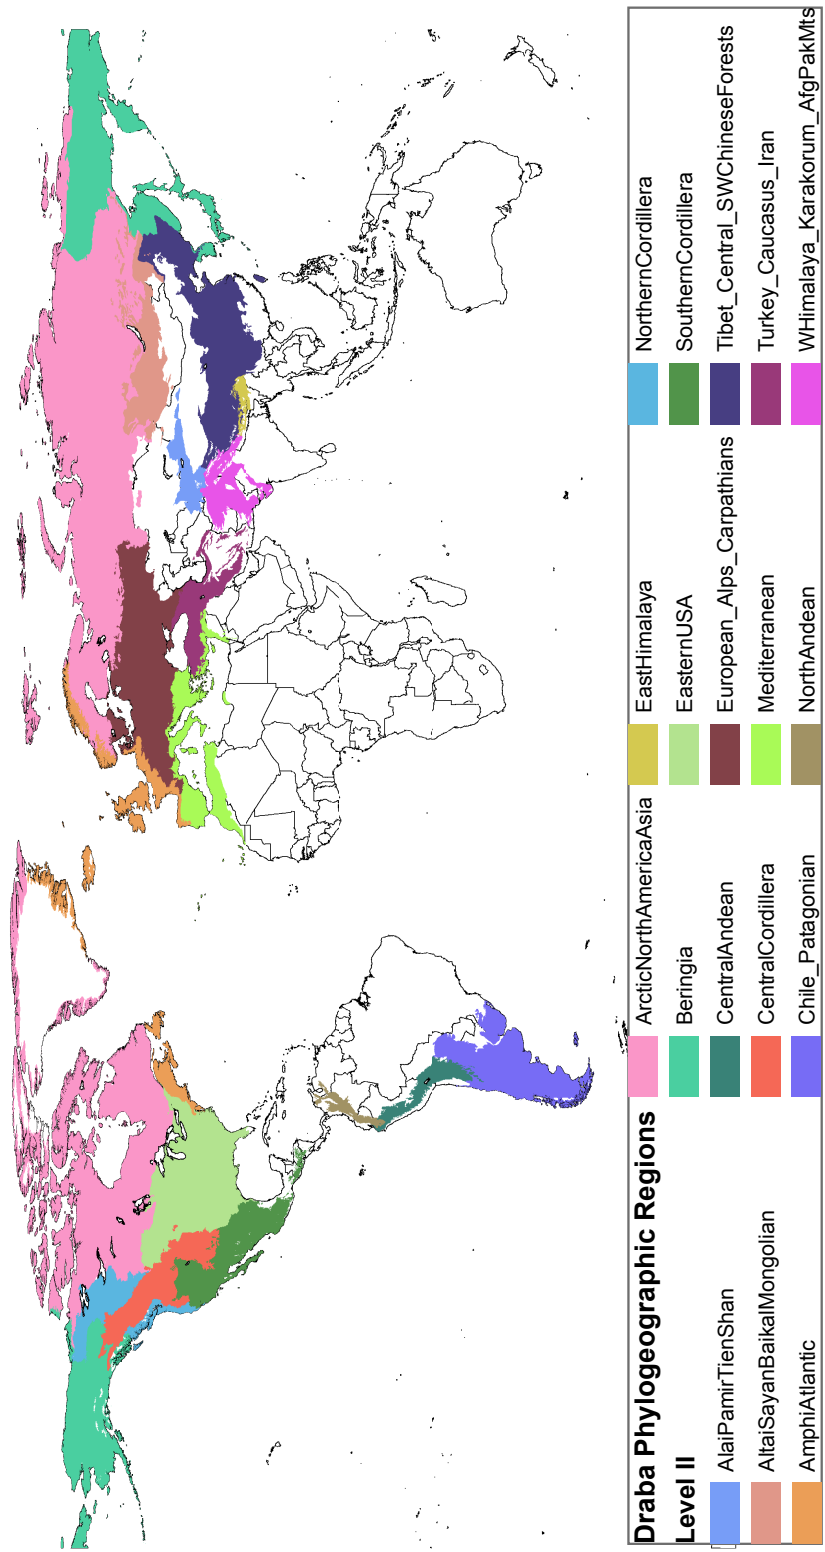 Draba Phylogeographic Regions
Level II
AlaiPamirTienShan
AltaiSayanBaikalMongolian
AmphiAtlantic
ArcticNorthAmericaAsia
Beringia
CentralAndean
CentralCordillera
Chile_Patagonian
EastHimalaya
EasternUSA
European_Alps_Carpathians
Mediterranean
NorthAndean
NorthernCordillera
SouthernCordillera
Tibet_Central_SWChineseForests
Turkey_Caucasus_Iran
WHimalaya_Karakorum_AfgPakMts